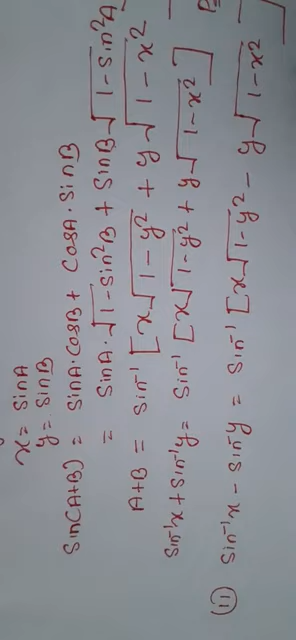 x = sinA
y = sinB
Sin(A+B) = sinA.cosB + cosA.sinB
= sinA.√1-sin²B + sinB√1-sin²A
A+B = sin⁻¹[x√1-y² + y√1-x²
sin⁻¹x + sin⁻¹y = sin⁻¹[x√1-y² + y√1-x²]
(11) sin⁻¹x - sin⁻¹y = sin⁻¹[x√1-y² - y√1-x²